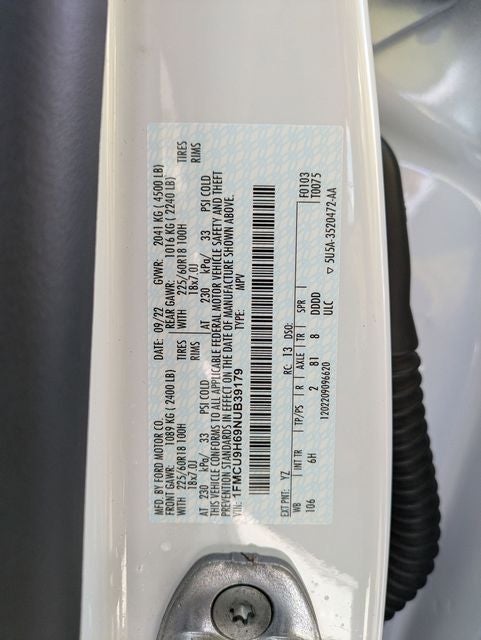 MFD. BY FORD MOTOR CO. DATE: 09/22 GVWR: 2041 KG ( 4500 LB)
FRONT GAWR: 1089 KG ( 2400 LB) REAR GAWR: 1016 KG ( 2240 LB)
WITH 225/60R18 100H TIRES WITH 225/60R18 100H TIRES
18x7.0J RIMS 18x7.0J RIMS
AT 230 kPa/ 33 PSI COLD AT 230 kPa/ 33 PSI COLD
THIS VEHICLE CONFORMS TO ALL APPLICABLE FEDERAL MOTOR VEHICLE SAFETY AND THEFT
PREVENTION STANDARDS IN EFFECT ON THE DATE OF MANUFACTURE SHOWN ABOVE.
VIN: 1FMCU9H69NUB39179 TYPE: MPV
EXT PNT: YZ RC: 13 DSO: F0103
WB INT TR TP/PS R AXLE TR SPR T0075
106 6H 2 81 8 DDDD
1202209096620 ULC ▽ 5U5A-3520472-AA